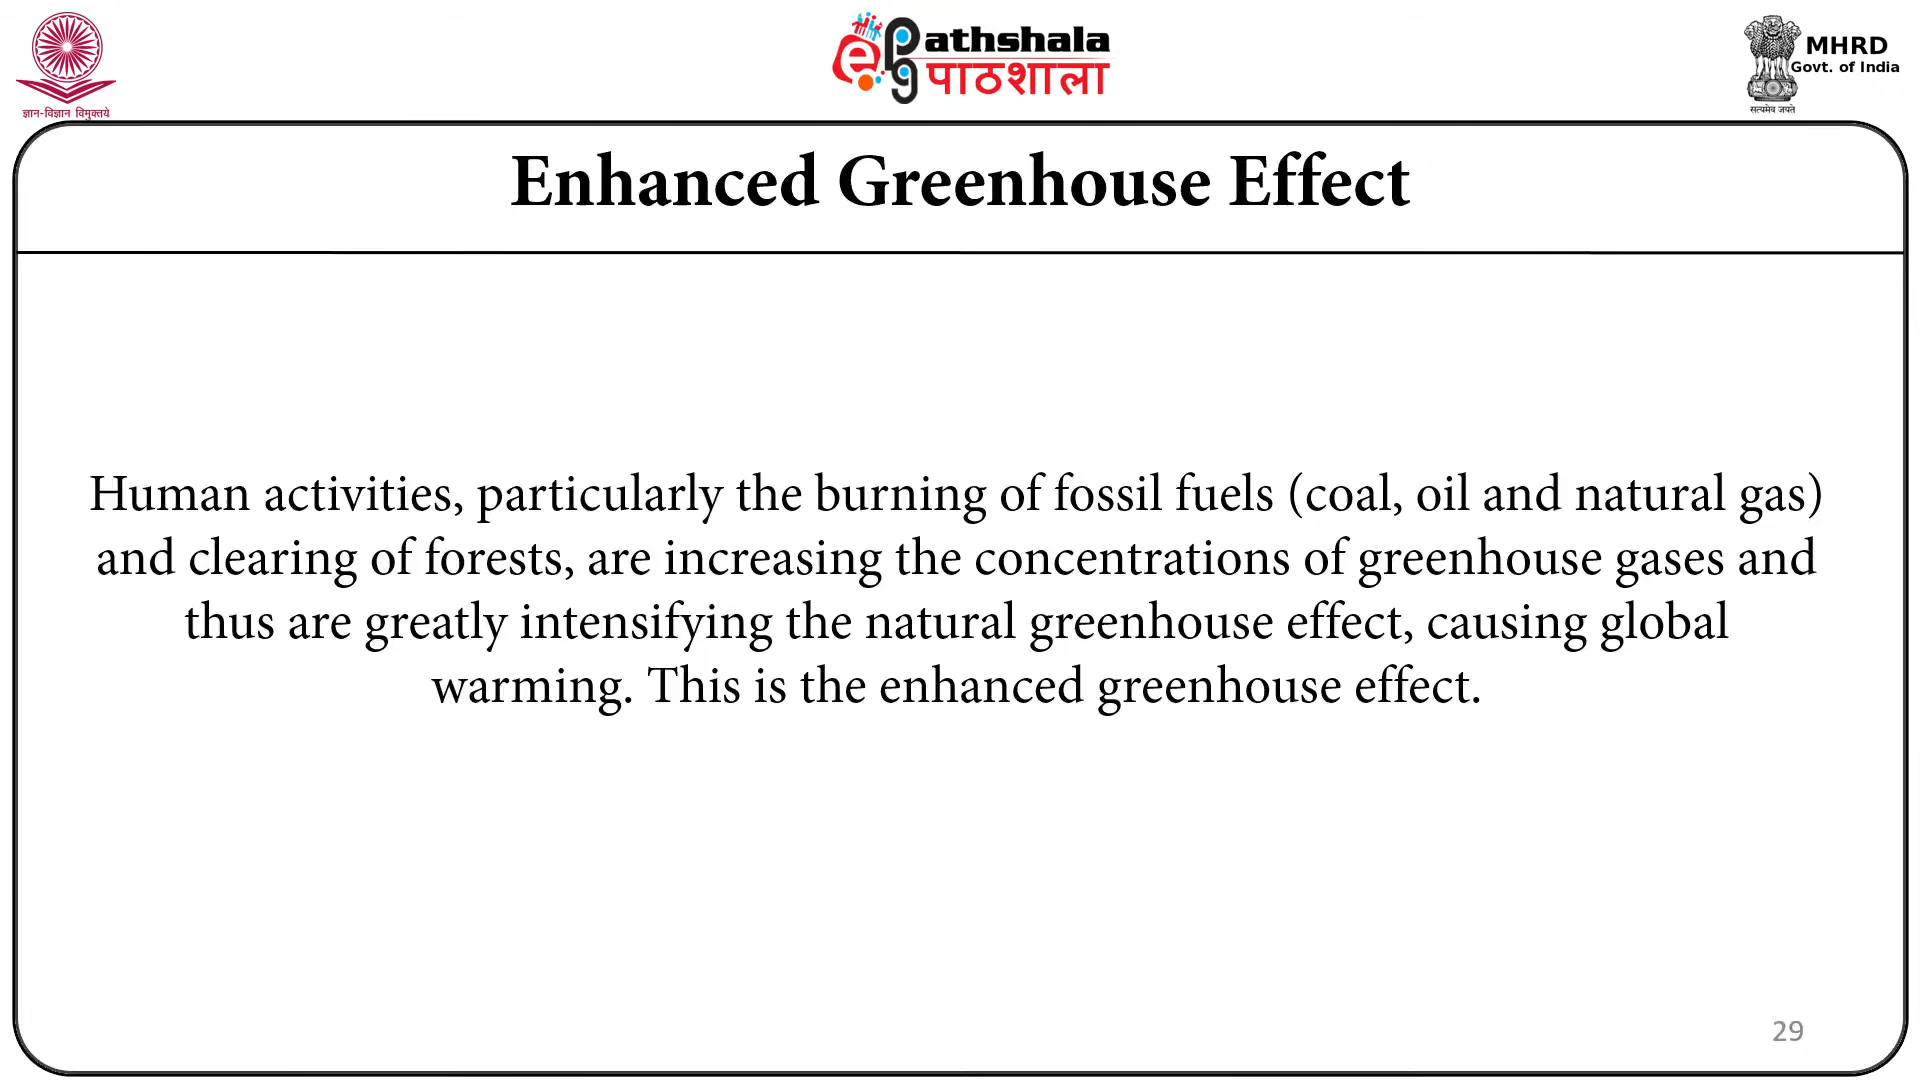 ज्ञान-विज्ञान विमुक्तये
ePathshala
पाठशाला
MHRD
Govt. of India
सत्यमेव जयते
Enhanced Greenhouse Effect
Human activities, particularly the burning of fossil fuels (coal, oil and natural gas)
and clearing of forests, are increasing the concentrations of greenhouse gases and
thus are greatly intensifying the natural greenhouse effect, causing global
warming. This is the enhanced greenhouse effect.
29